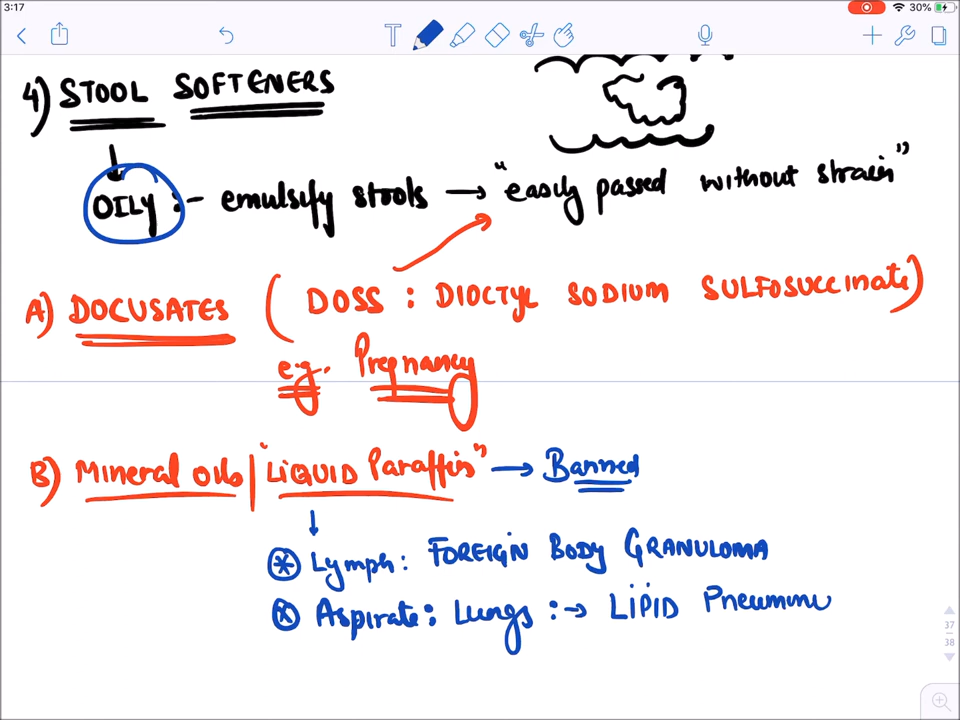 3:17
30%
T
4) STOOL SOFTENERS
OILY :- emulsify stools → "easily passed without strain"
A) DOCUSATES ( DOSS : DIOCTYL SODIUM SULFOSUCCINATE )
e.g. Pregnancy
B) Mineral oils | "LIQUID Paraffin" → Banned
Lymph : FOREIGN BODY GRANULOMA
Aspirate : Lungs :→ LIPID Pneumonu
37
38